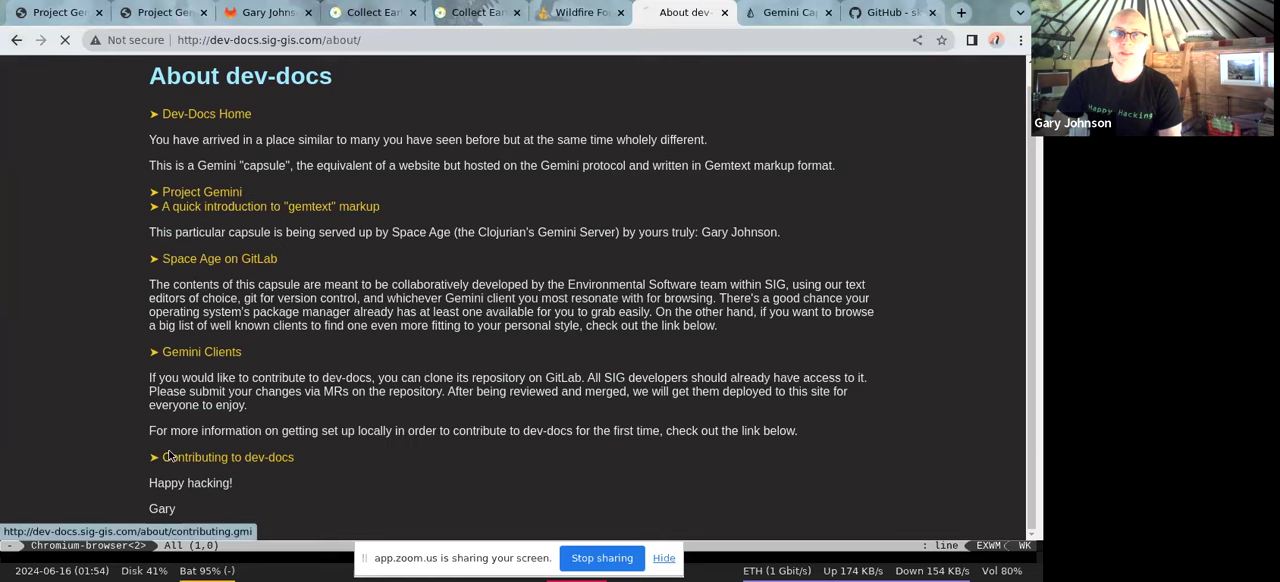 Project Ge
Project Ge
Gary Johns
Collect Ear
Collect Ear
Wildfire Fo
About dev-
Gemini Cap
GitHub - sk
Not secure http://dev-docs.sig-gis.com/about/
About dev-docs
➤ Dev-Docs Home
You have arrived in a place similar to many you have seen before but at the same time wholely different.
This is a Gemini "capsule", the equivalent of a website but hosted on the Gemini protocol and written in Gemtext markup format.
➤ Project Gemini
➤ A quick introduction to "gemtext" markup
This particular capsule is being served up by Space Age (the Clojurian's Gemini Server) by yours truly: Gary Johnson.
➤ Space Age on GitLab
The contents of this capsule are meant to be collaboratively developed by the Environmental Software team within SIG, using our text
editors of choice, git for version control, and whichever Gemini client you most resonate with for browsing. There's a good chance your
operating system's package manager already has at least one available for you to grab easily. On the other hand, if you want to browse
a big list of well known clients to find one even more fitting to your personal style, check out the link below.
➤ Gemini Clients
If you would like to contribute to dev-docs, you can clone its repository on GitLab. All SIG developers should already have access to it.
Please submit your changes via MRs on the repository. After being reviewed and merged, we will get them deployed to this site for
everyone to enjoy.
For more information on getting set up locally in order to contribute to dev-docs for the first time, check out the link below.
➤ Contributing to dev-docs
Happy hacking!
Gary
http://dev-docs.sig-gis.com/about/contributing.gmi
- Chromium-browser<2> All (1,0) : line EXWM WK
app.zoom.us is sharing your screen. Stop sharing Hide
2024-06-16 (01:54) Disk 41% Bat 95% (-) ETH (1 Gbit/s) Up 174 KB/s Down 154 KB/s Vol 80%
Happy Hacking
Gary Johnson